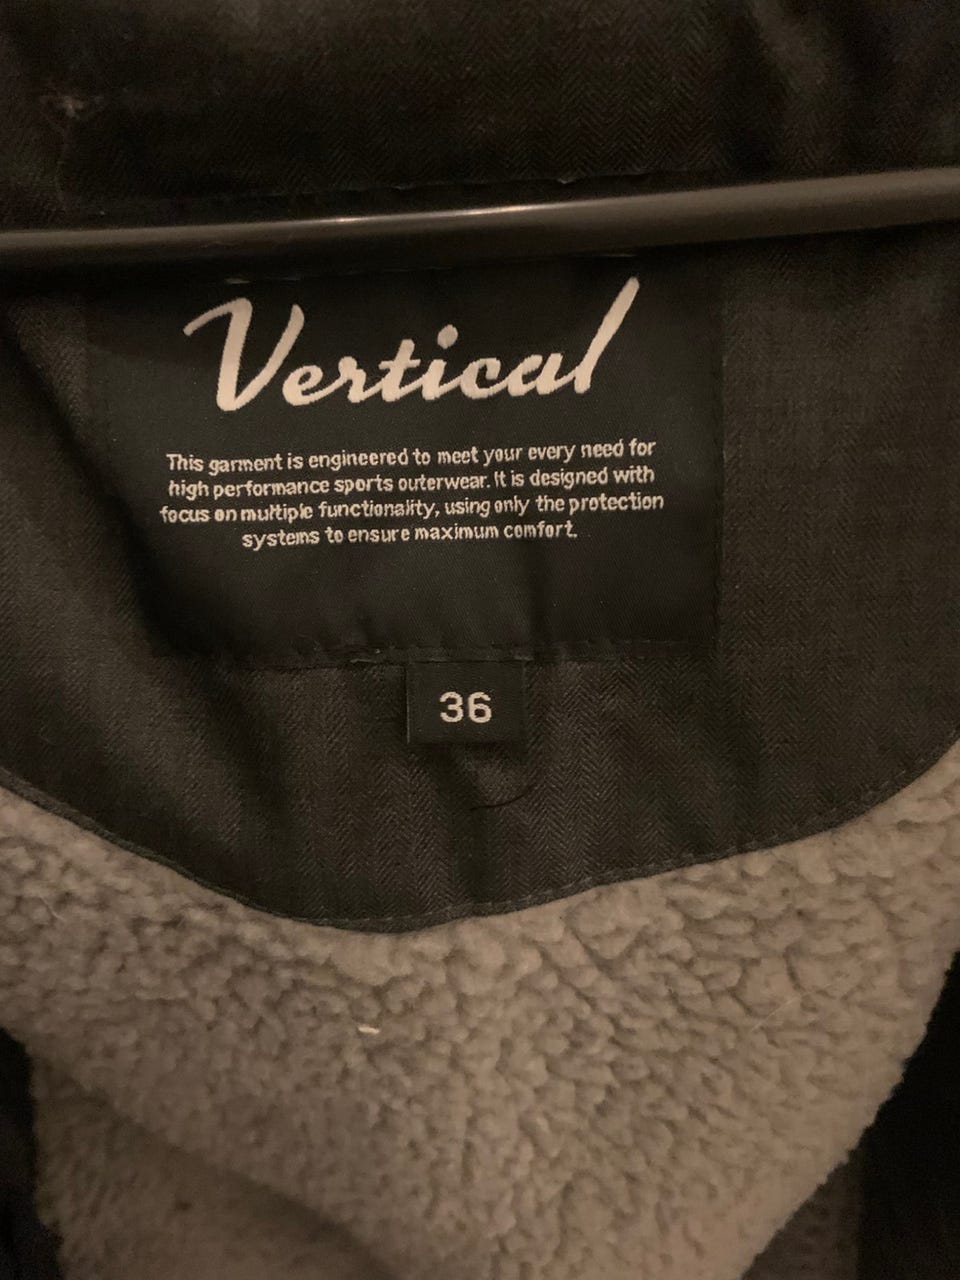 Vertical
This garment is engineered to meet your every need for
high performance sports outerwear. It is designed with
focus on multiple functionality, using only the protection
systems to ensure maximum comfort.
36